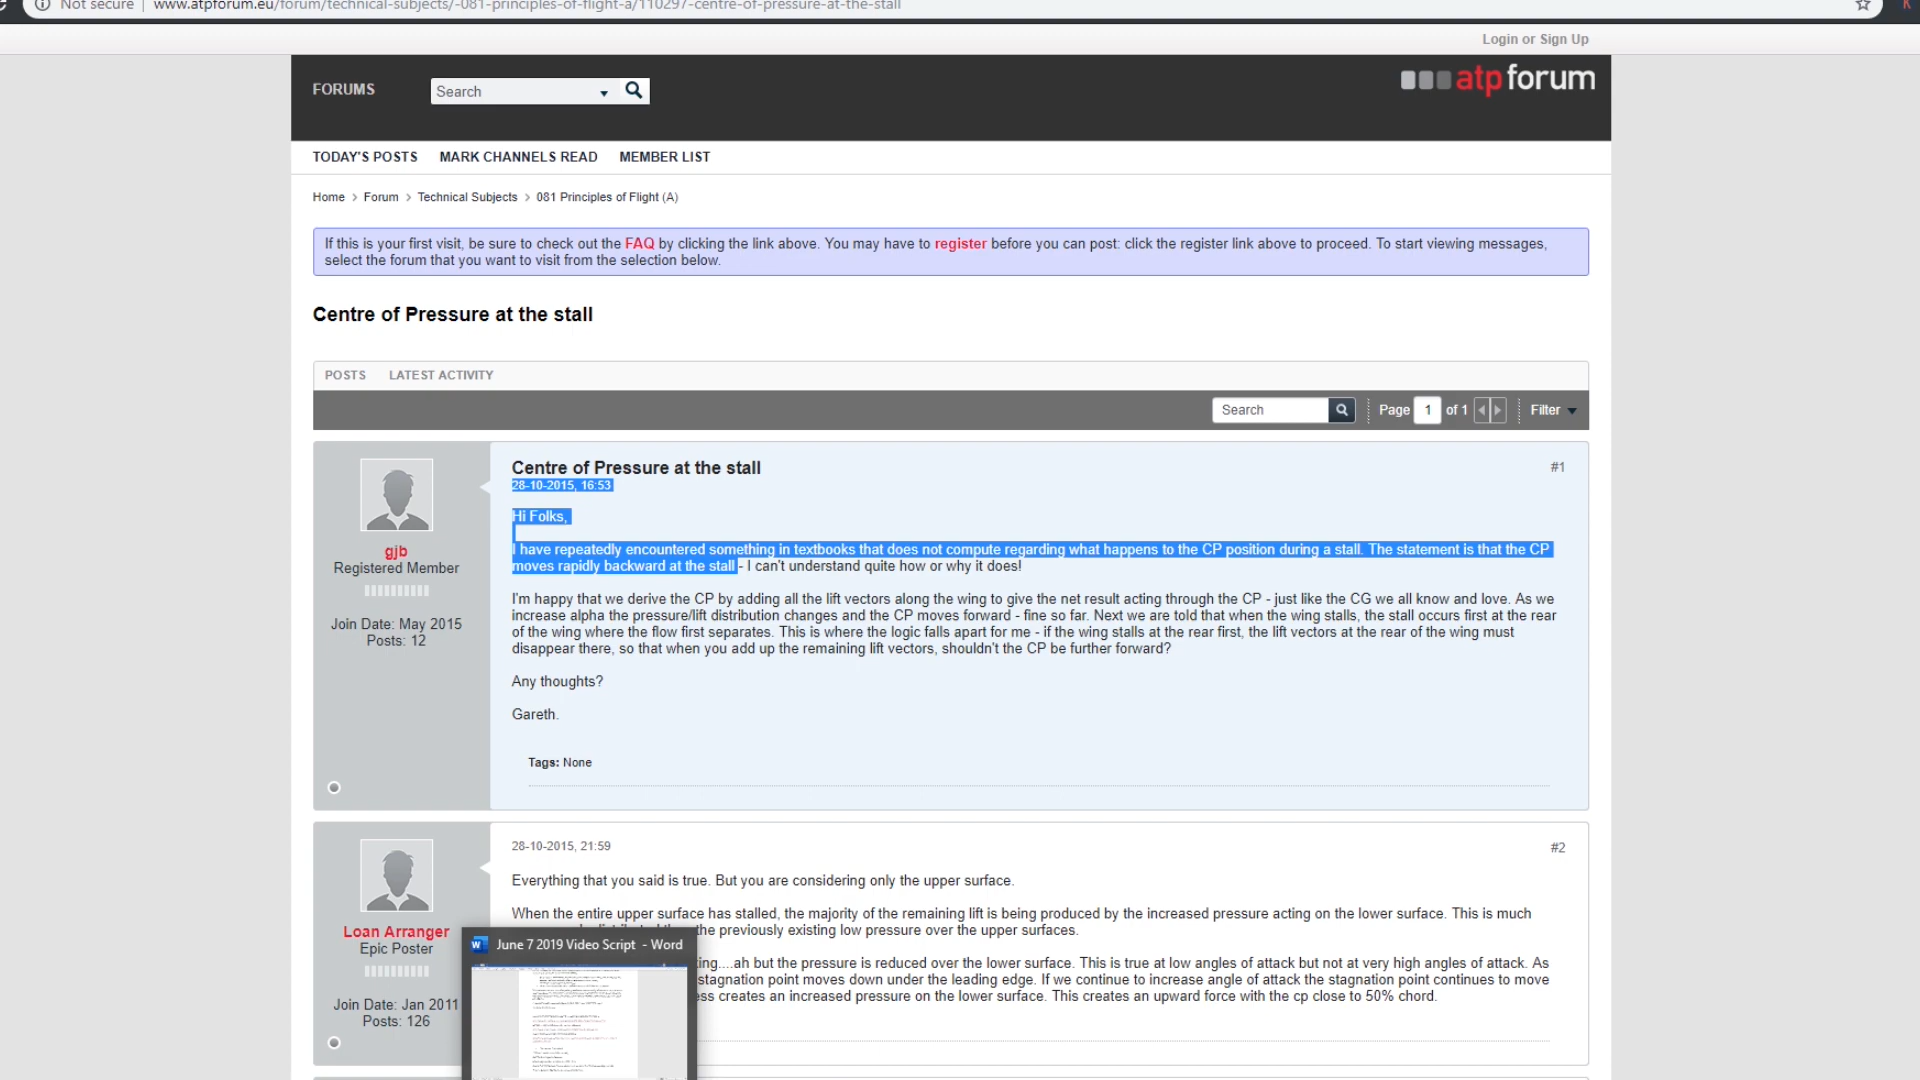 Not secure | www.atpforum.eu/forum/technical-subjects/-081-principles-of-flight-a/110297-centre-of-pressure-at-the-stall
Login or Sign Up
FORUMS
Search
atpforum
TODAY'S POSTS MARK CHANNELS READ MEMBER LIST
Home > Forum > Technical Subjects > 081 Principles of Flight (A)
If this is your first visit, be sure to check out the FAQ by clicking the link above. You may have to register before you can post: click the register link above to proceed. To start viewing messages,
select the forum that you want to visit from the selection below.
Centre of Pressure at the stall
POSTS LATEST ACTIVITY
Search Page 1 of 1 Filter
Centre of Pressure at the stall
#1
28-10-2015, 16:53
Hi Folks,
I have repeatedly encountered something in textbooks that does not compute regarding what happens to the CP position during a stall. The statement is that the CP
moves rapidly backward at the stall - I can't understand quite how or why it does!
I'm happy that we derive the CP by adding all the lift vectors along the wing to give the net result acting through the CP - just like the CG we all know and love. As we
increase alpha the pressure/lift distribution changes and the CP moves forward - fine so far. Next we are told that when the wing stalls, the stall occurs first at the rear
of the wing where the flow first separates. This is where the logic falls apart for me - if the wing stalls at the rear first, the lift vectors at the rear of the wing must
disappear there, so that when you add up the remaining lift vectors, shouldn't the CP be further forward?
Any thoughts?
Gareth.
Tags: None
gjb
Registered Member
Join Date: May 2015
Posts: 12
28-10-2015, 21:59
#2
Everything that you said is true. But you are considering only the upper surface.
When the entire upper surface has stalled, the majority of the remaining lift is being produced by the increased pressure acting on the lower surface. This is much
the previously existing low pressure over the upper surfaces.
ing....ah but the pressure is reduced over the lower surface. This is true at low angles of attack but not at very high angles of attack. As
stagnation point moves down under the leading edge. If we continue to increase angle of attack the stagnation point continues to move
ss creates an increased pressure on the lower surface. This creates an upward force with the cp close to 50% chord.
Loan Arranger
Epic Poster
Join Date: Jan 2011
Posts: 126
June 7 2019 Video Script - Word